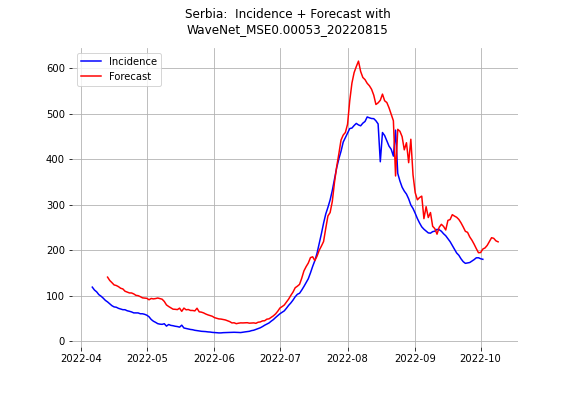 Serbia:  Incidence + Forecast with
WaveNet_MSE0.00053_20220815
Incidence
Forecast
600
500
400
300
200
100
0
2022-04 2022-05 2022-06 2022-07 2022-08 2022-09 2022-10